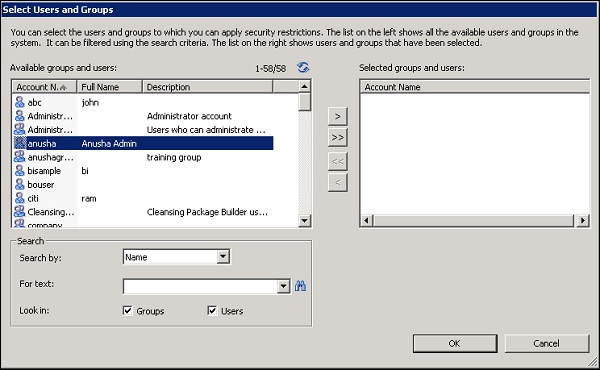 Select Users and Groups
You can select the users and groups to which you can apply security restrictions. The list on the left shows all the available users and groups in the
system. It can be filtered using the search criteria. The list on the right shows users and groups that have been selected.
Available groups and users: 1-58/58 Selected groups and users:
Account N... Full Name Description Account Name
abc john
Administr... Administrator account
Administr... Users who can administrate ...
anusha Anusha Admin
anushagr... training group
bisample bi
bouser
citi ram
Cleansing... Cleansing Package Builder us...
company
>
>>
<<
<
Search
Search by: Name
For text:
Look in: Groups Users
OK Cancel